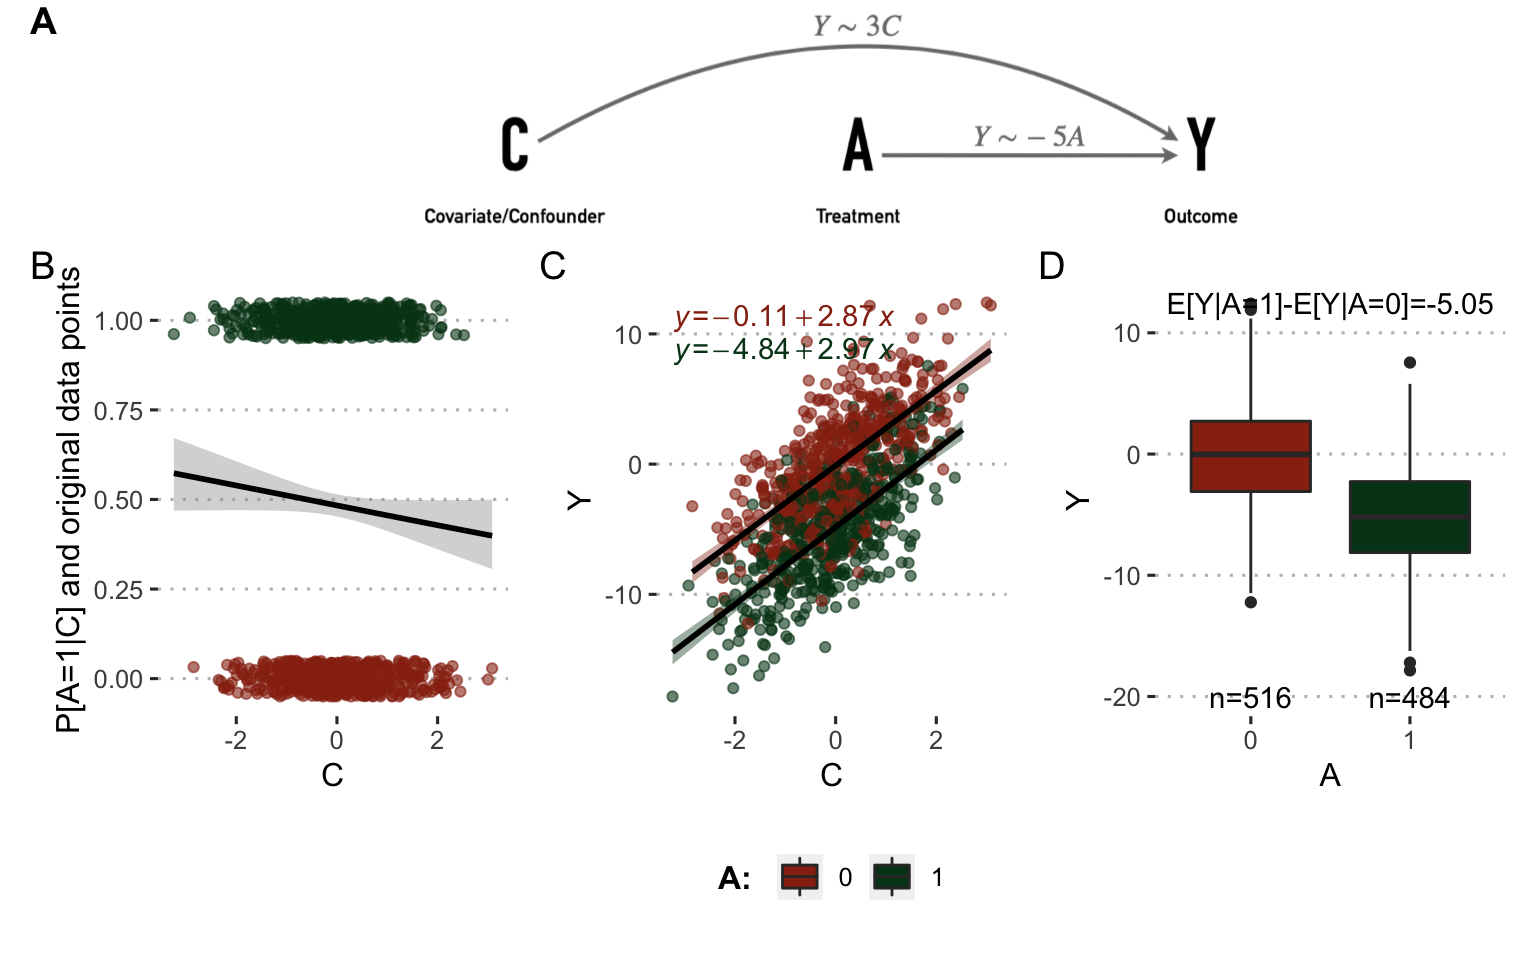 A
Y ~ 3C
C
A
Y ~ − 5A
Y
Covariate/Confounder
Treatment
Outcome
B
P[A=1|C] and original data points
1.00
0.75
0.50
0.25
0.00
-2 0 2
C
C
y=−0.11+2.87x
y=−4.84+2.97x
Y
10
0
-10
-2 0 2
C
D
E[Y|A=1]-E[Y|A=0]=-5.05
Y
10
0
-10
-20
n=516 n=484
0 1
A
A: 0 1